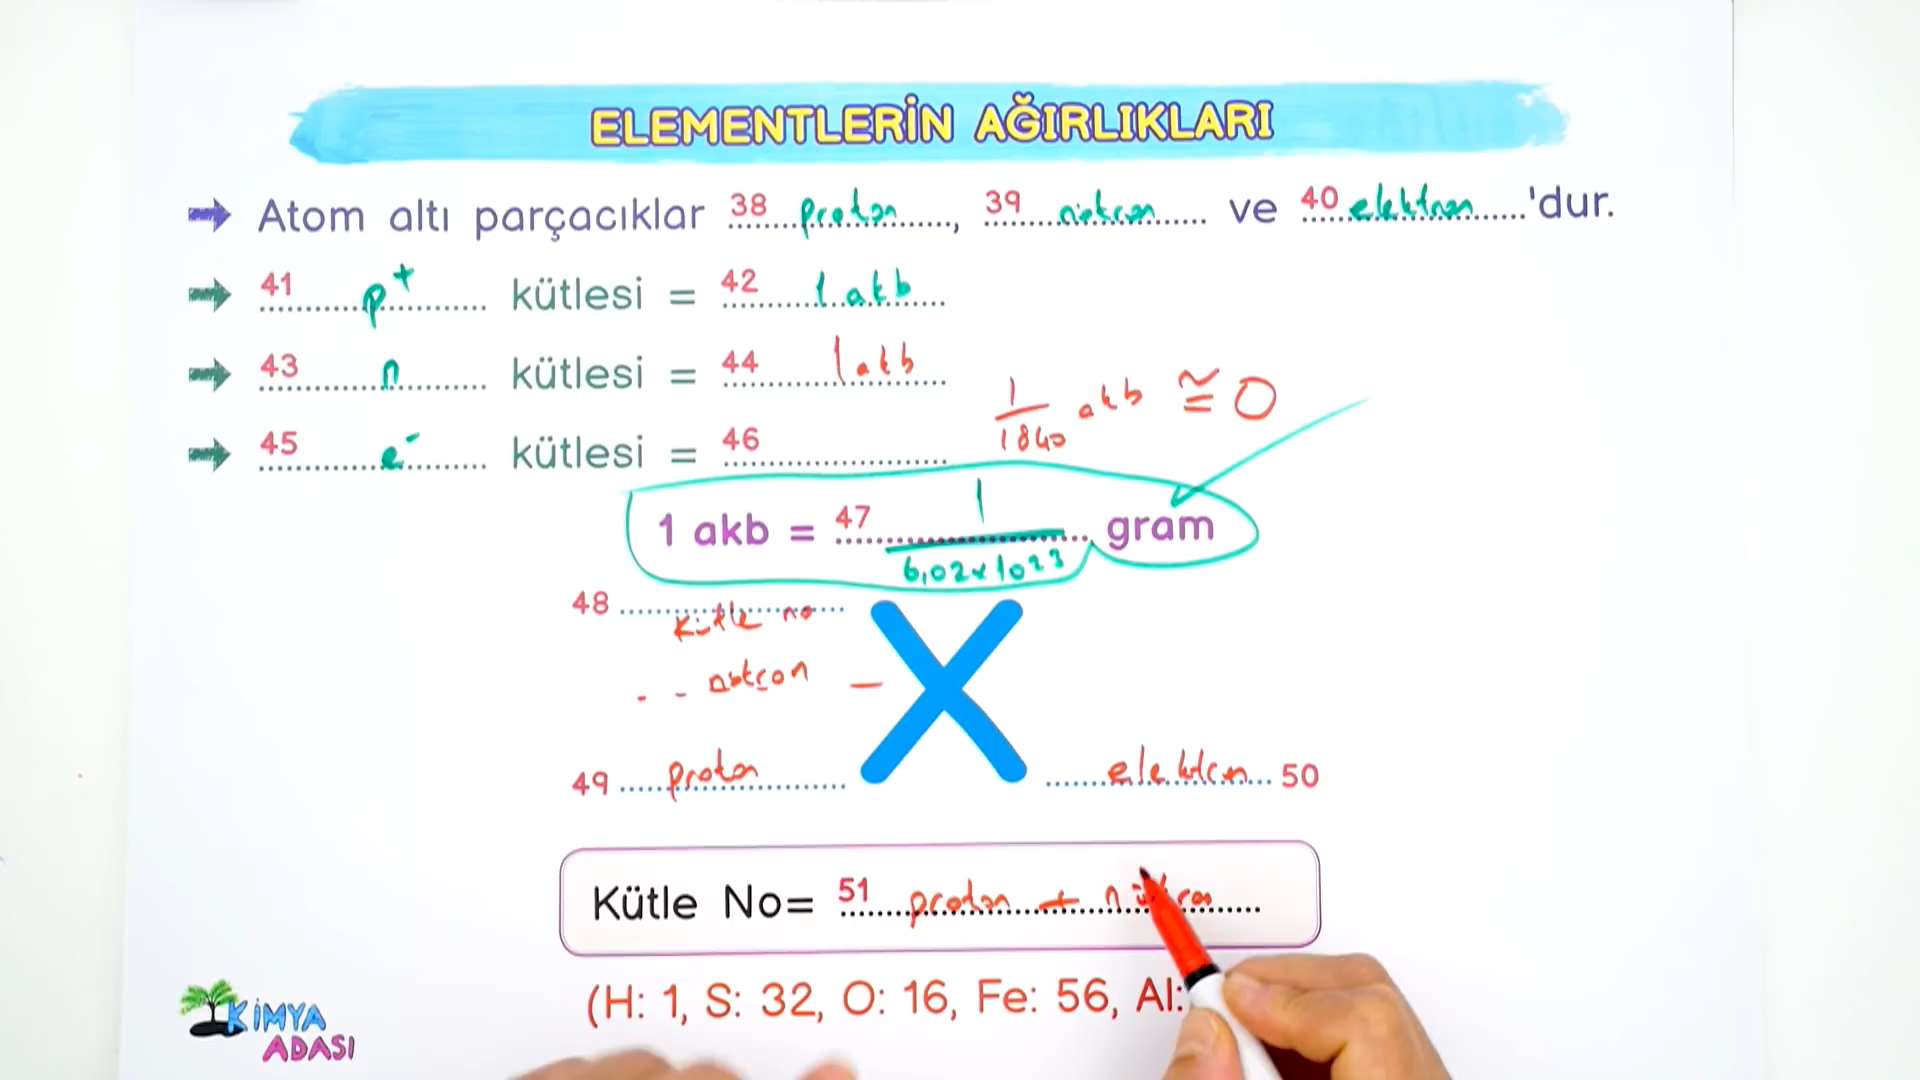 ELEMENTLERİN AĞIRLIKLARI
Atom altı parçacıklar 38 proton, 39 nötron ve 40 elektron'dur.
41 p+ kütlesi = 42 1 akb
43 n kütlesi = 44 1 akb
45 e- kütlesi = 46 1/1840 akb ≅ 0
1 akb = 47 1/6,02x10^23 gram
48 kütle no
nötron
49 proton
X
elektron 50
Kütle No= 51 proton + nötron
(H: 1, S: 32, O: 16, Fe: 56, Al:
KİMYA
ADASI